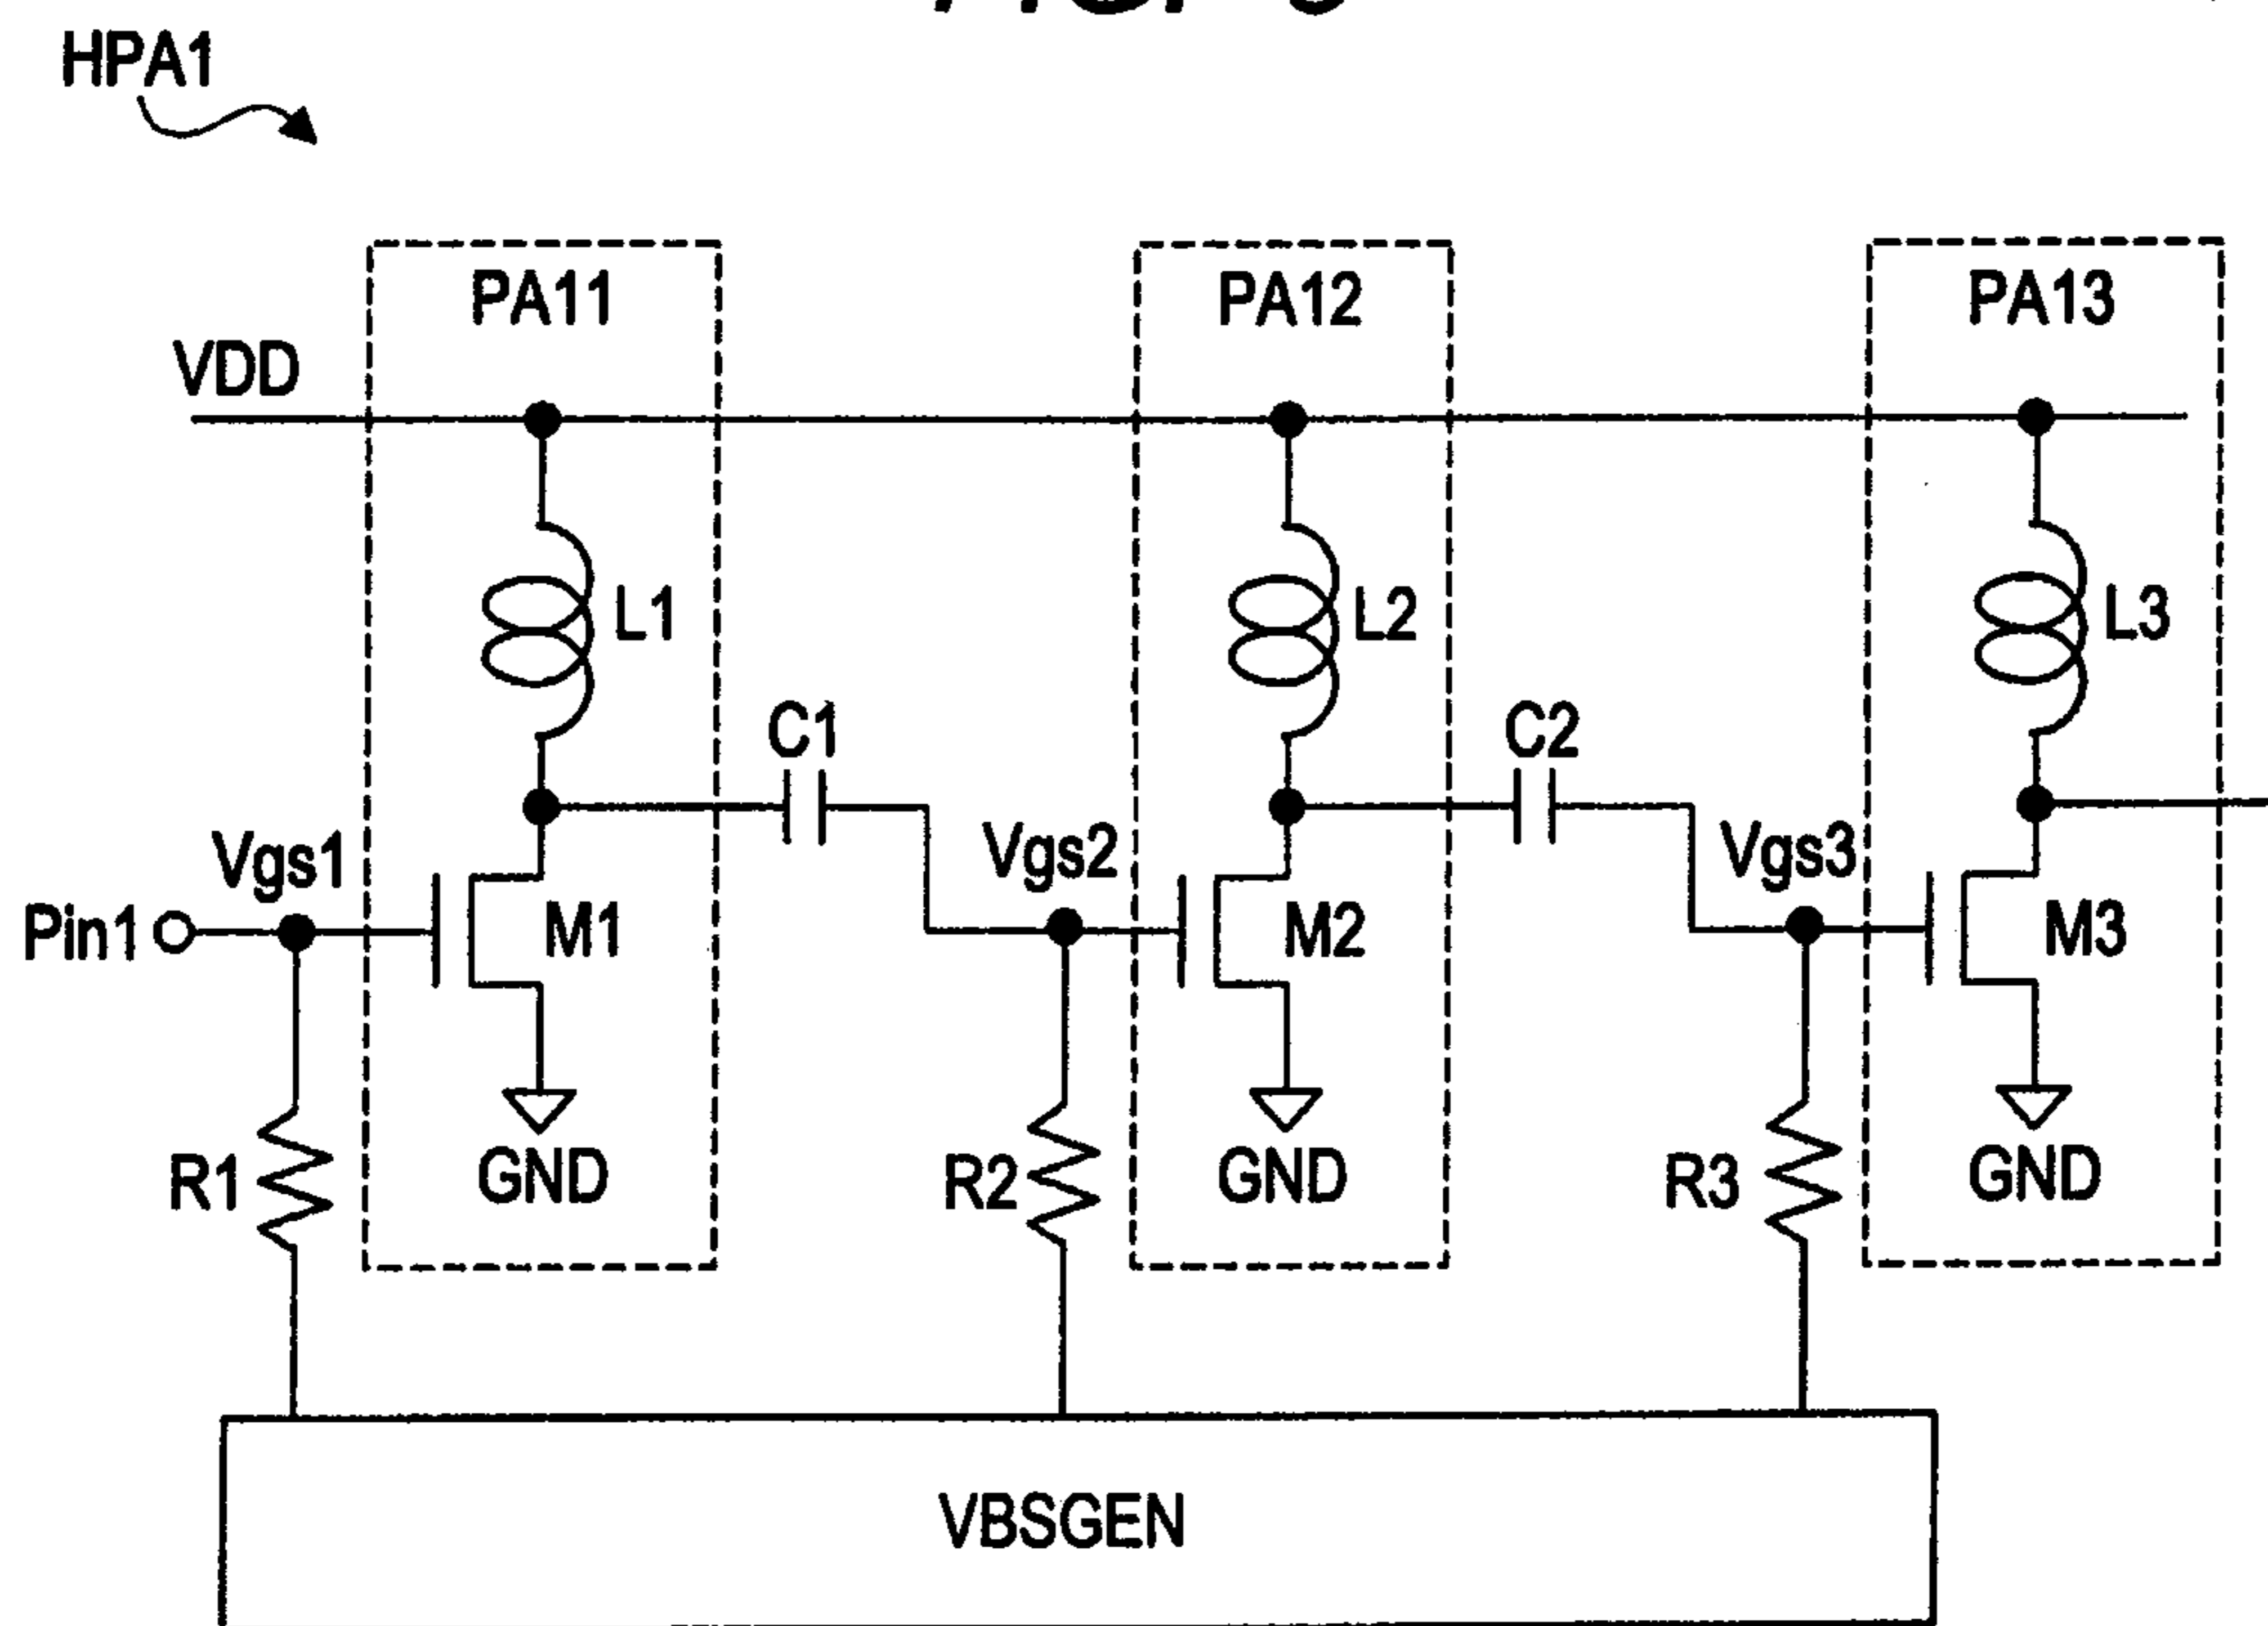 HPA1
PA11 PA12 PA13
VDD
L1 L2 L3
C1 C2
Vgs1 Vgs2 Vgs3
Pin1 M1 M2 M3
R1 GND R2 GND R3 GND
VBSGEN